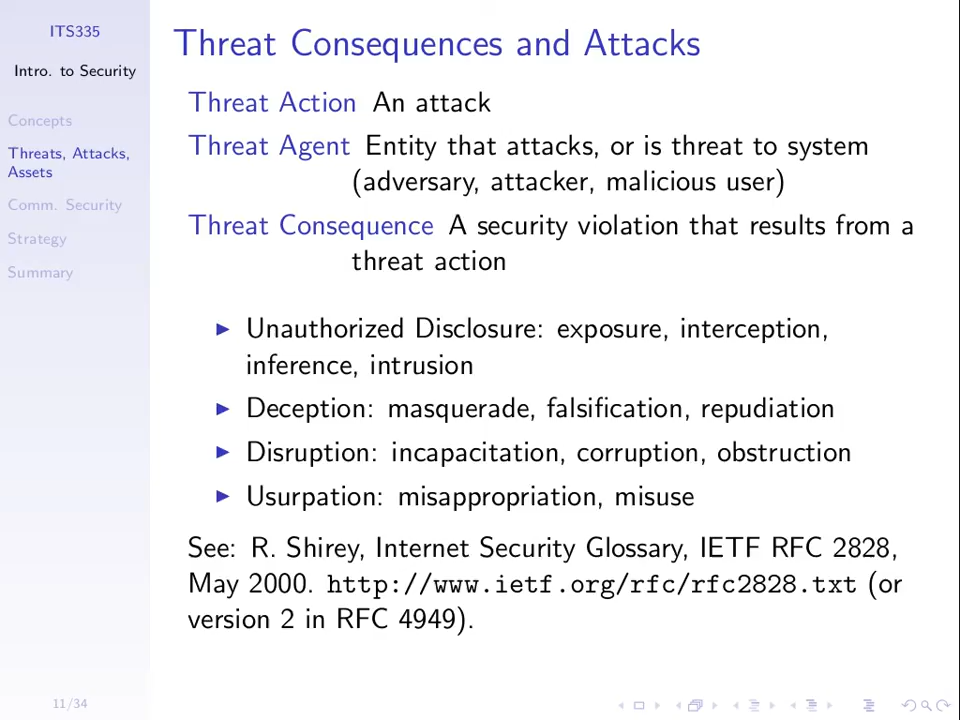 ITS335
Intro. to Security
Concepts
Threats, Attacks,
Assets
Comm. Security
Strategy
Summary
11/34
Threat Consequences and Attacks
Threat Action An attack
Threat Agent Entity that attacks, or is threat to system
(adversary, attacker, malicious user)
Threat Consequence A security violation that results from a
threat action
▶ Unauthorized Disclosure: exposure, interception,
inference, intrusion
▶ Deception: masquerade, falsification, repudiation
▶ Disruption: incapacitation, corruption, obstruction
▶ Usurpation: misappropriation, misuse
See: R. Shirey, Internet Security Glossary, IETF RFC 2828,
May 2000. http://www.ietf.org/rfc/rfc2828.txt (or
version 2 in RFC 4949).